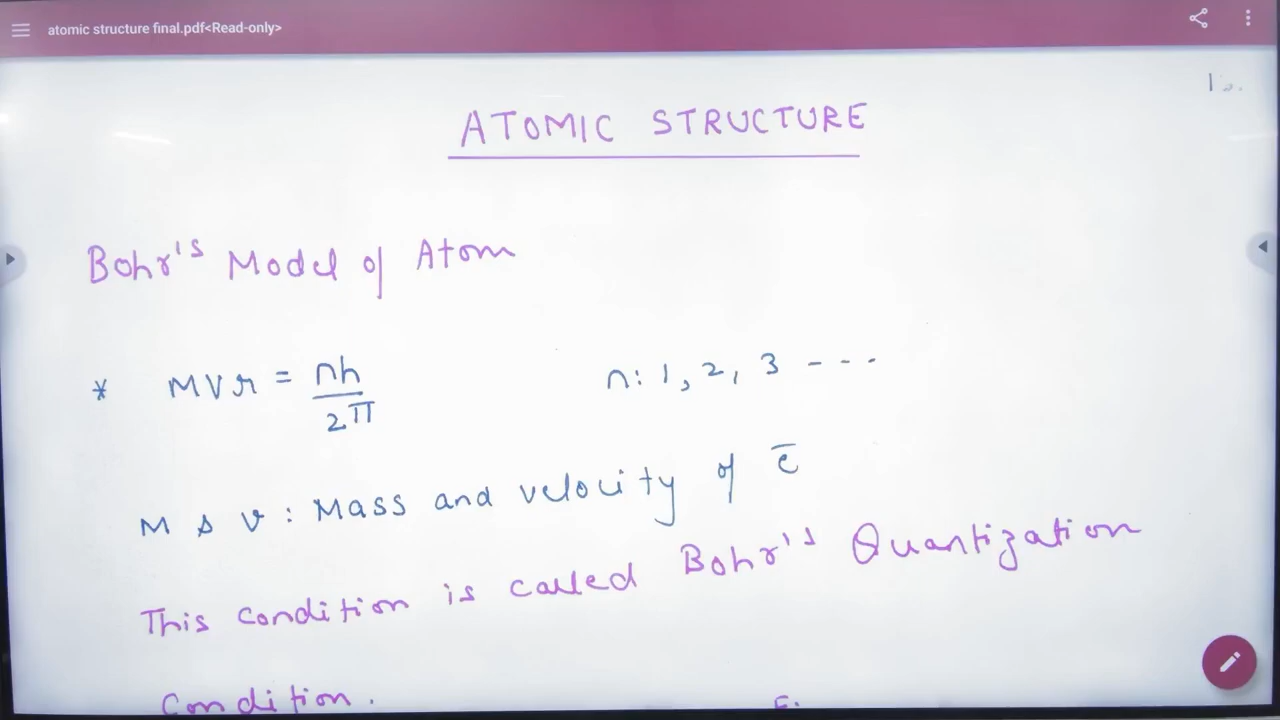 atomic structure final.pdf<Read-only>
ATOMIC STRUCTURE
Bohr's Model of Atom
* MVr = nh/2π n: 1, 2, 3 ---
M & v : Mass and velocity of e̅
This condition is called Bohr's Quantization
Condition.